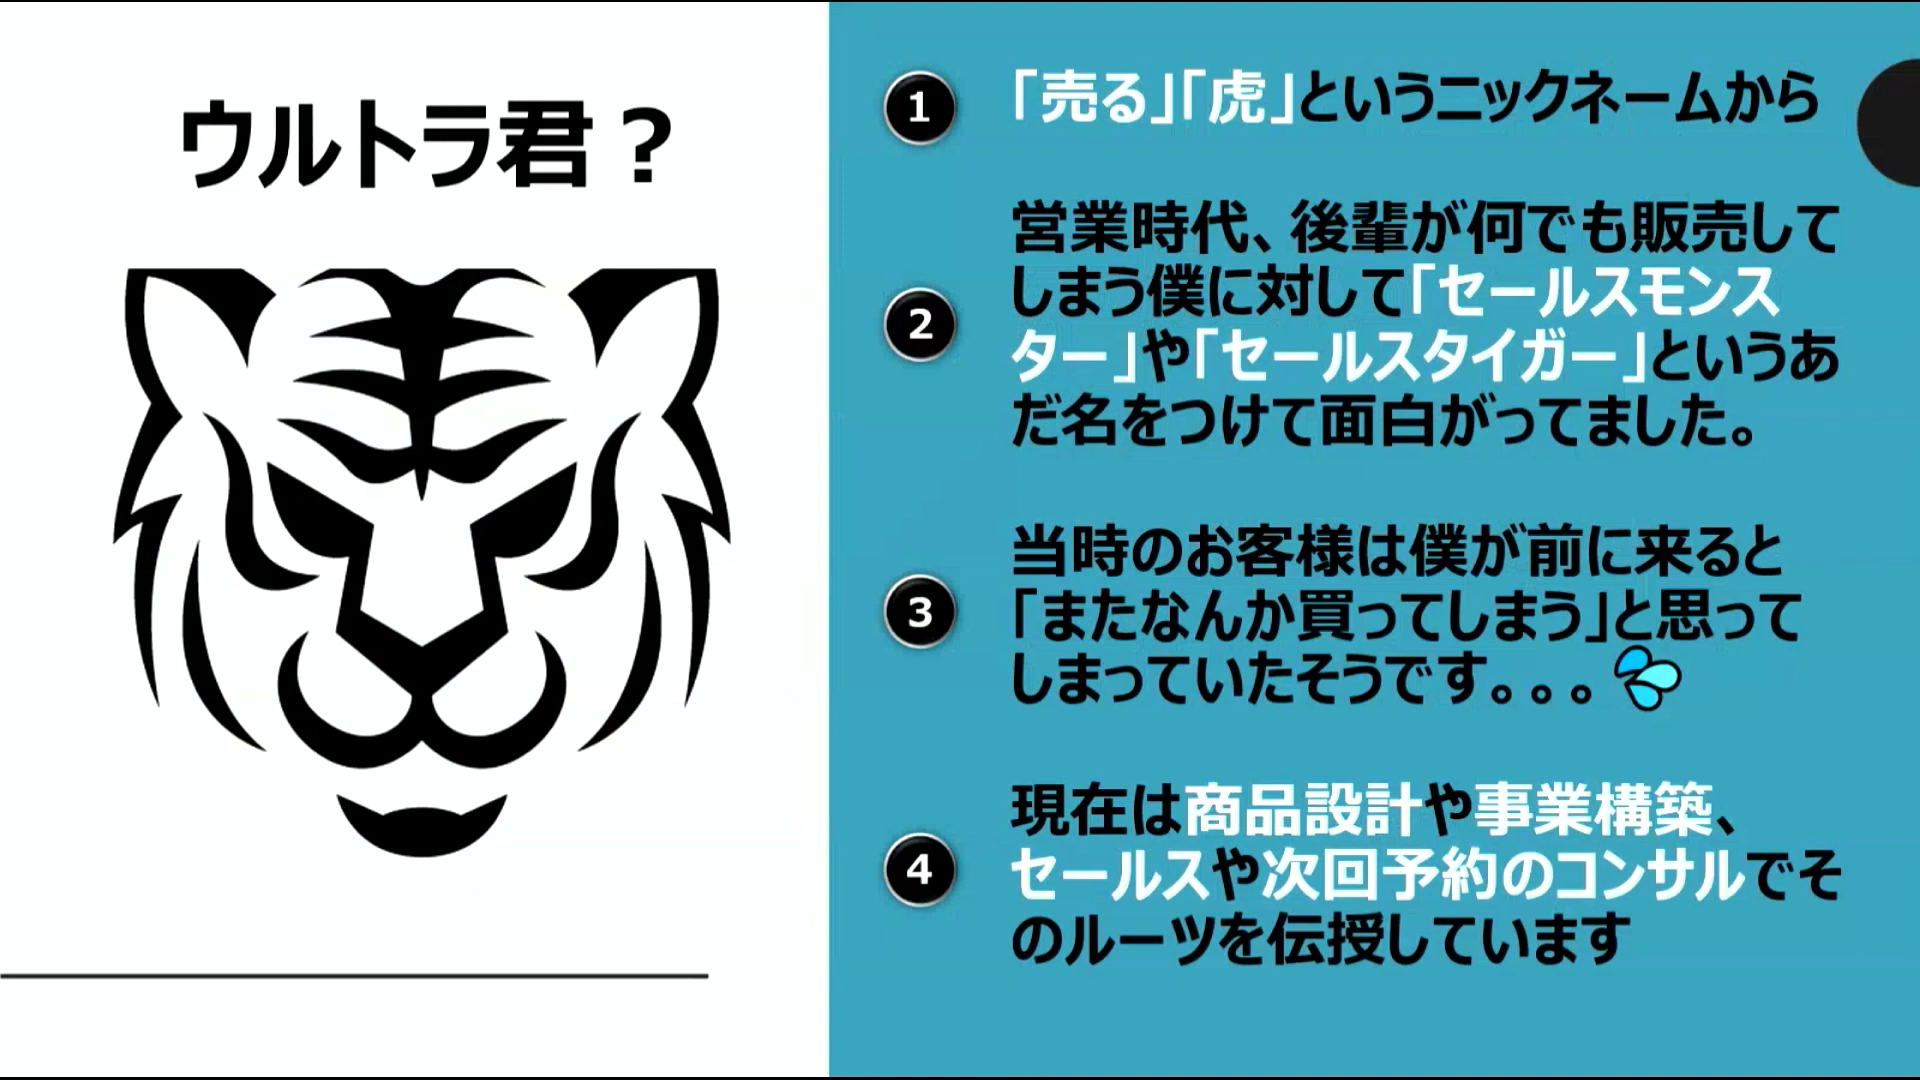 ウルトラ君？
1
「売る」「虎」というニックネームから
2
営業時代、後輩が何でも販売して
しまう僕に対して「セールスモンス
ター」や「セールスタイガー」というあ
だ名をつけて面白がってました。
3
当時のお客様は僕が前に来ると
「またなんか買ってしまう」と思って
しまっていたそうです。。。💦
4
現在は商品設計や事業構築、
セールスや次回予約のコンサルでそ
のルーツを伝授しています